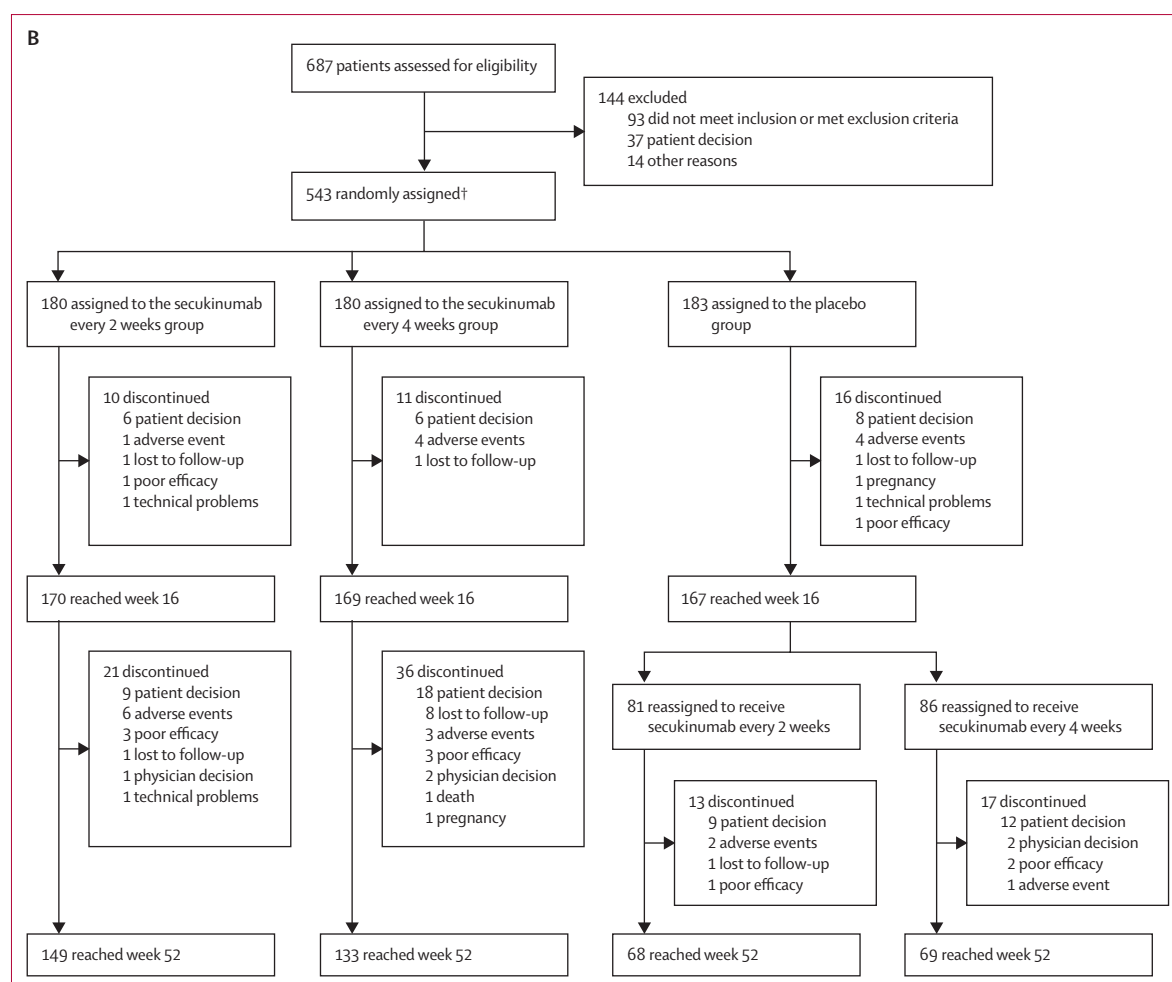 B
687 patients assessed for eligibility
144 excluded
93 did not meet inclusion or met exclusion criteria
37 patient decision
14 other reasons
543 randomly assigned†
180 assigned to the secukinumab
every 2 weeks group
180 assigned to the secukinumab
every 4 weeks group
183 assigned to the placebo
group
10 discontinued
6 patient decision
1 adverse event
1 lost to follow-up
1 poor efficacy
1 technical problems
11 discontinued
6 patient decision
4 adverse events
1 lost to follow-up
16 discontinued
8 patient decision
4 adverse events
1 lost to follow-up
1 pregnancy
1 technical problems
1 poor efficacy
170 reached week 16
169 reached week 16
167 reached week 16
21 discontinued
9 patient decision
6 adverse events
3 poor efficacy
1 lost to follow-up
1 physician decision
1 technical problems
36 discontinued
18 patient decision
8 lost to follow-up
3 adverse events
3 poor efficacy
2 physician decision
1 death
1 pregnancy
81 reassigned to receive
secukinumab every 2 weeks
86 reassigned to receive
secukinumab every 4 weeks
13 discontinued
9 patient decision
2 adverse events
1 lost to follow-up
1 poor efficacy
17 discontinued
12 patient decision
2 physician decision
2 poor efficacy
1 adverse event
149 reached week 52
133 reached week 52
68 reached week 52
69 reached week 52